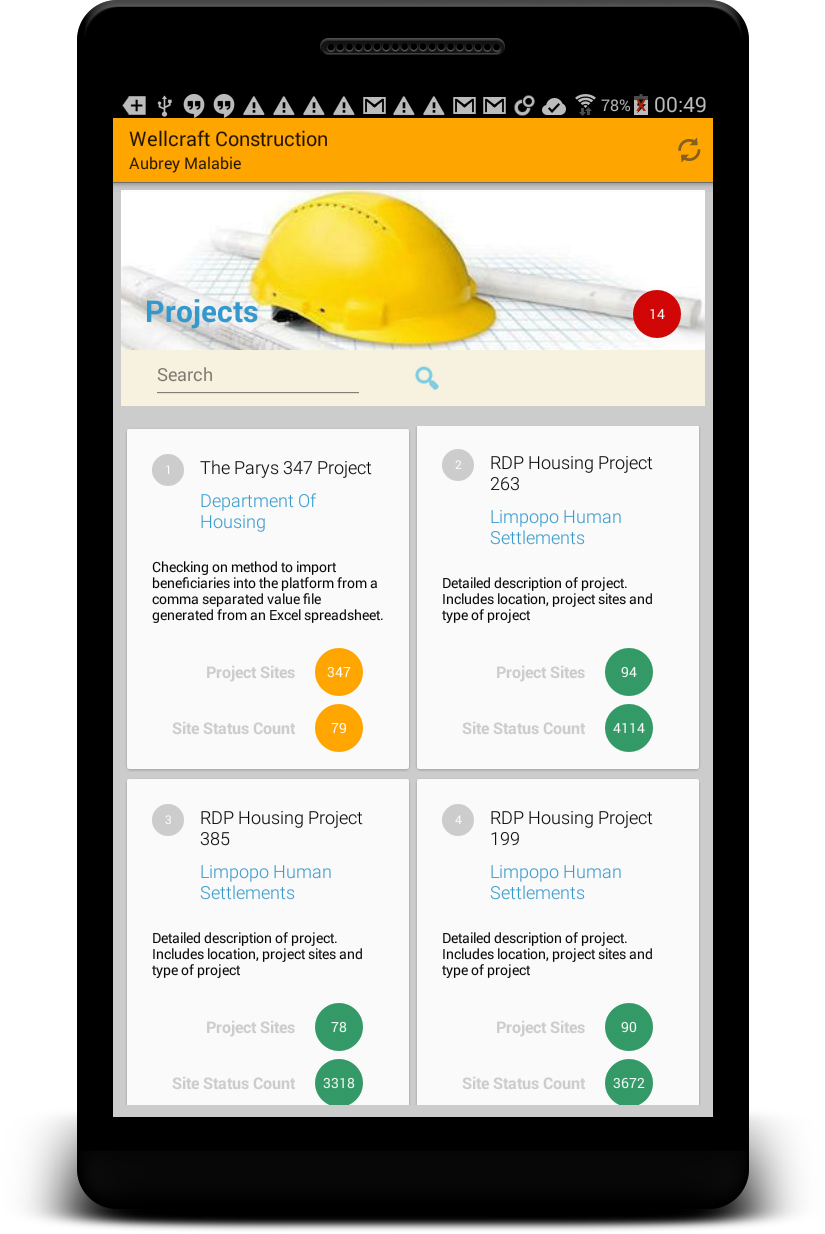 78% 00:49
Wellcraft Construction
Aubrey Malabie
Projects
14
Search
1
The Parys 347 Project
Department Of
Housing
Checking on method to import
beneficiaries into the platform from a
comma separated value file
generated from an Excel spreadsheet.
Project Sites 347
Site Status Count 79
2
RDP Housing Project
263
Limpopo Human
Settlements
Detailed description of project.
Includes location, project sites and
type of project
Project Sites 94
Site Status Count 4114
3
RDP Housing Project
385
Limpopo Human
Settlements
Detailed description of project.
Includes location, project sites and
type of project
Project Sites 78
Site Status Count 3318
4
RDP Housing Project
199
Limpopo Human
Settlements
Detailed description of project.
Includes location, project sites and
type of project
Project Sites 90
Site Status Count 3672